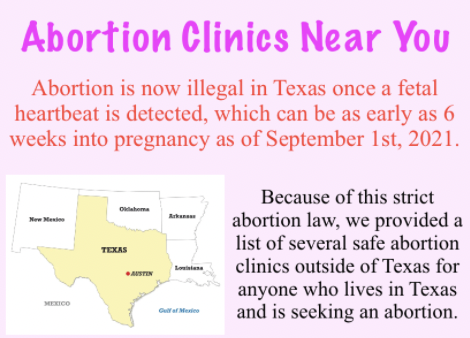 Abortion Clinics Near You
Abortion is now illegal in Texas once a fetal
heartbeat is detected, which can be as early as 6
weeks into pregnancy as of September 1st, 2021.
New Mexico
Oklahoma
Arkansas
TEXAS
AUSTIN
Louisiana
MEXICO
Gulf of Mexico
Because of this strict
abortion law, we provided a
list of several safe abortion
clinics outside of Texas for
anyone who lives in Texas
and is seeking an abortion.